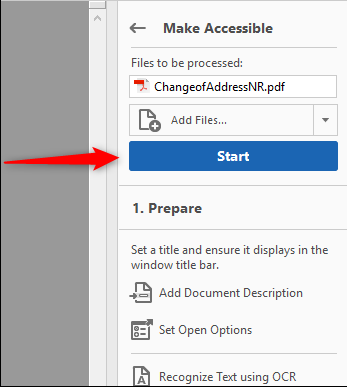 Make Accessible
Files to be processed:
ChangeofAddressNR.pdf
Add Files...
Start
1. Prepare
Set a title and ensure it displays in the
window title bar.
Add Document Description
Set Open Options
Recognize Text using OCR